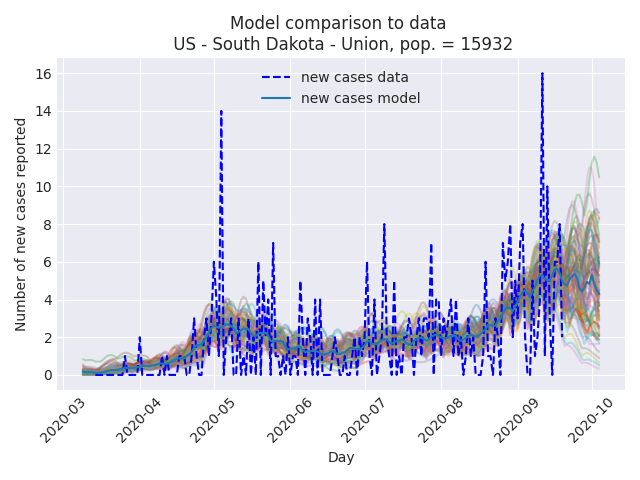 Model comparison to data
US - South Dakota - Union, pop. = 15932
new cases data
new cases model
Number of new cases reported
16
14
12
10
8
6
4
2
0
2020-03
2020-04
2020-05
2020-06
2020-07
2020-08
2020-09
2020-10
Day